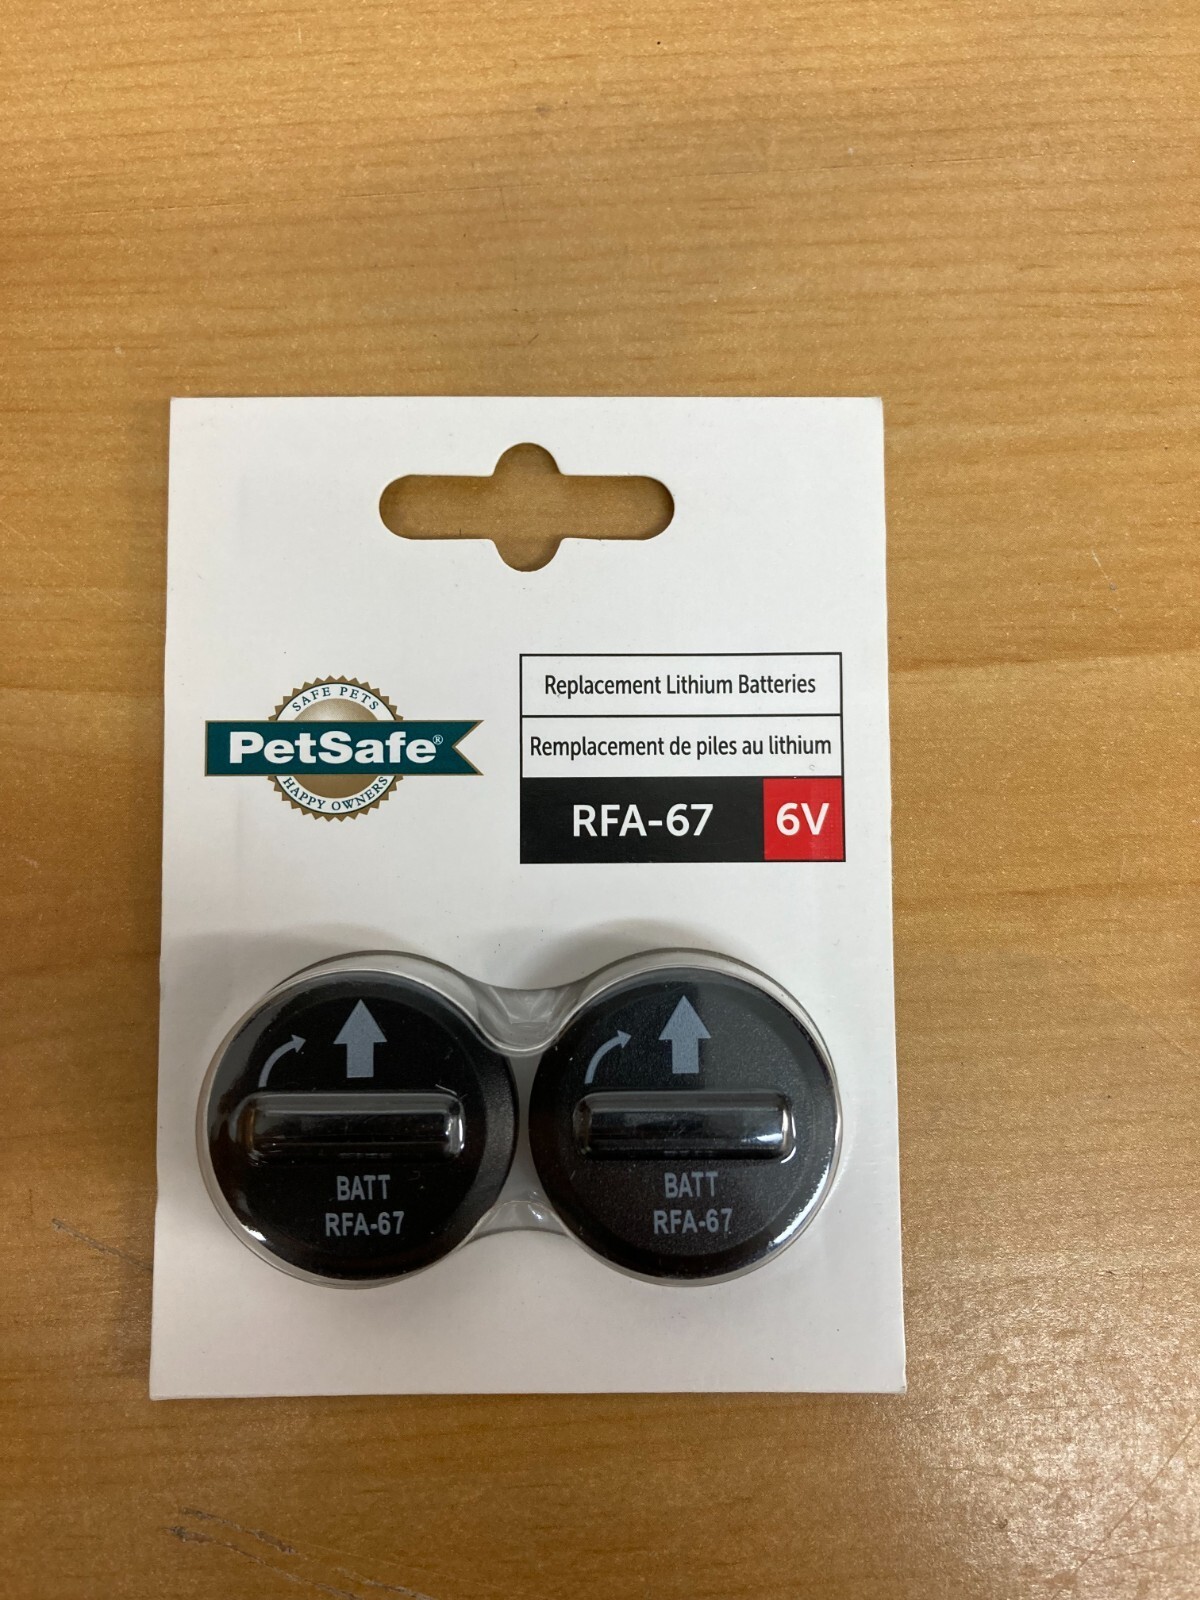 SAFE PETS
PetSafe®
HAPPY OWNERS
Replacement Lithium Batteries
Remplacement de piles au lithium
RFA-67 6V
BATT
RFA-67
BATT
RFA-67